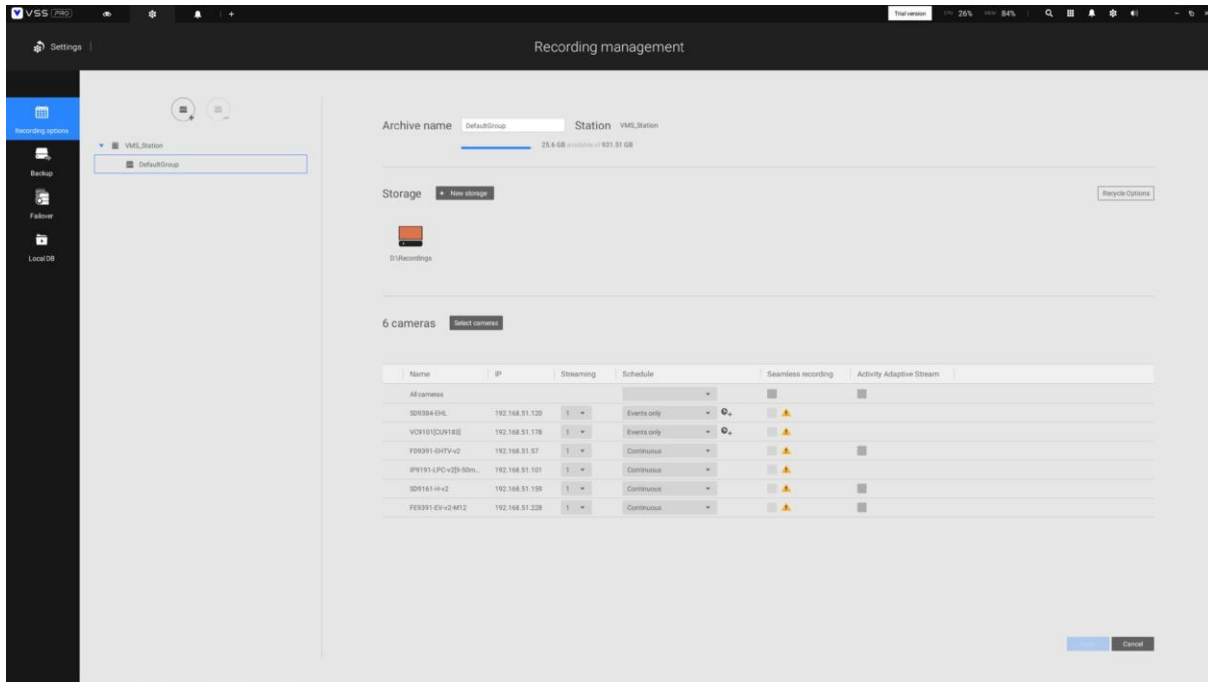 VSS PRO
Trial version
CPU 26%
84%
Settings
Recording management
Recording options
Backup
Failover
Local DB
VMS_Station
DefaultGroup
Archive name DefaultGroup Station VMS_Station
25.6 GB available of 931.51 GB
Storage + New storage Recycle Options
D:\Recordings
6 cameras Select cameras
Name IP Streaming Schedule Seamless recording Activity Adaptive Stream
All cameras
SD9384-EHL 192.168.51.120 1 Events only
VC9101[CU9183] 192.168.51.178 1 Events only
FD9391-EHTV-v2 192.168.51.57 1 Continuous
IP9191-LPC-v2[9-50m... 192.168.51.101 1 Continuous
SD9161-H-v2 192.168.51.159 1 Continuous
FE9391-EV-v2-M12 192.168.51.228 1 Continuous
Cancel